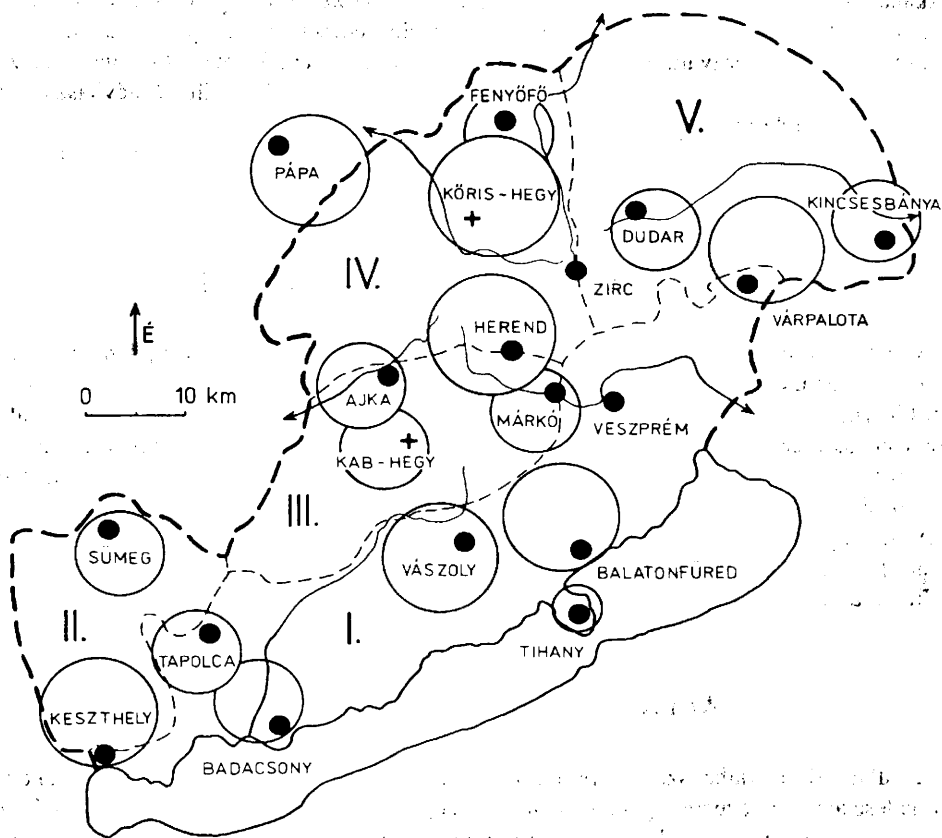 FENYŐFŐ
V.
PÁPA
KŐRIS-HEGY
KINCSESBÁNYA
DUDAR
IV.
ZIRC
HEREND
VÁRPALOTA
É
0 10 km
AJKA
MÁRKÓ
VESZPRÉM
KAB-HEGY
III.
SÜMEG
VÁSZOLY
BALATONFÜRED
II.
I.
TIHANY
TAPOLCA
KESZTHELY
BADACSONY